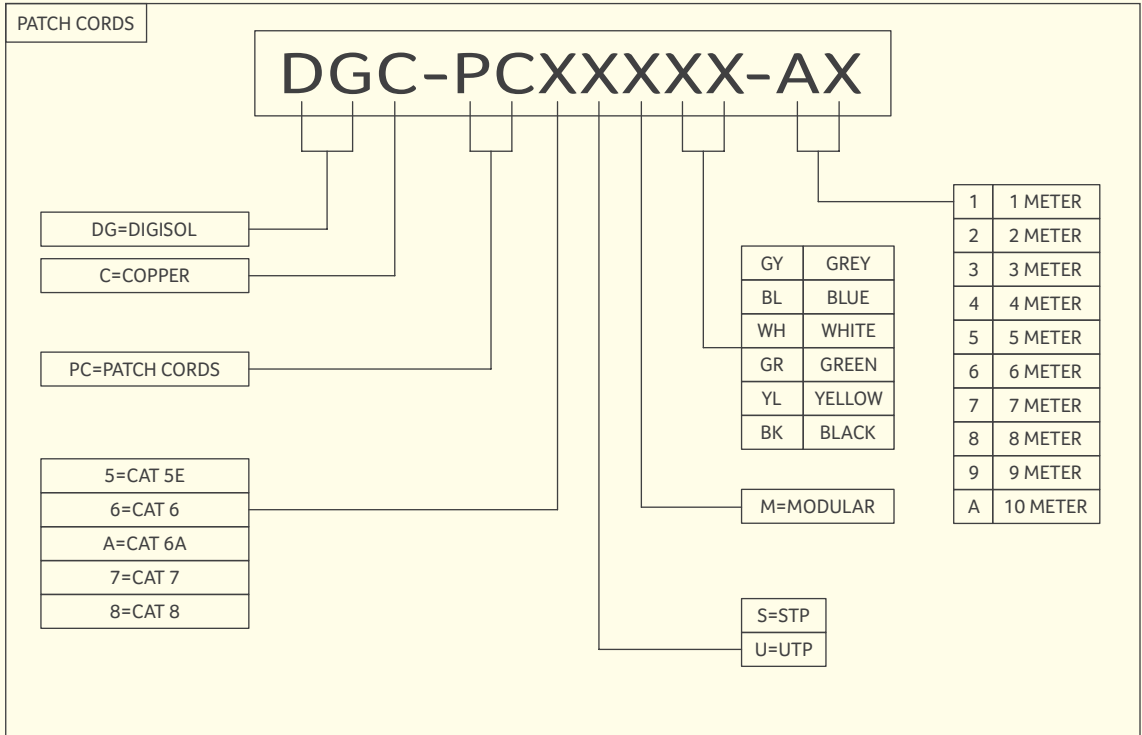 PATCH CORDS
DGC-PCXXXXX-AX
DG=DIGISOL
C=COPPER
PC=PATCH CORDS
5=CAT 5E
6=CAT 6
A=CAT 6A
7=CAT 7
8=CAT 8
GY GREY
BL BLUE
WH WHITE
GR GREEN
YL YELLOW
BK BLACK
M=MODULAR
S=STP
U=UTP
1 1 METER
2 2 METER
3 3 METER
4 4 METER
5 5 METER
6 6 METER
7 7 METER
8 8 METER
9 9 METER
A 10 METER